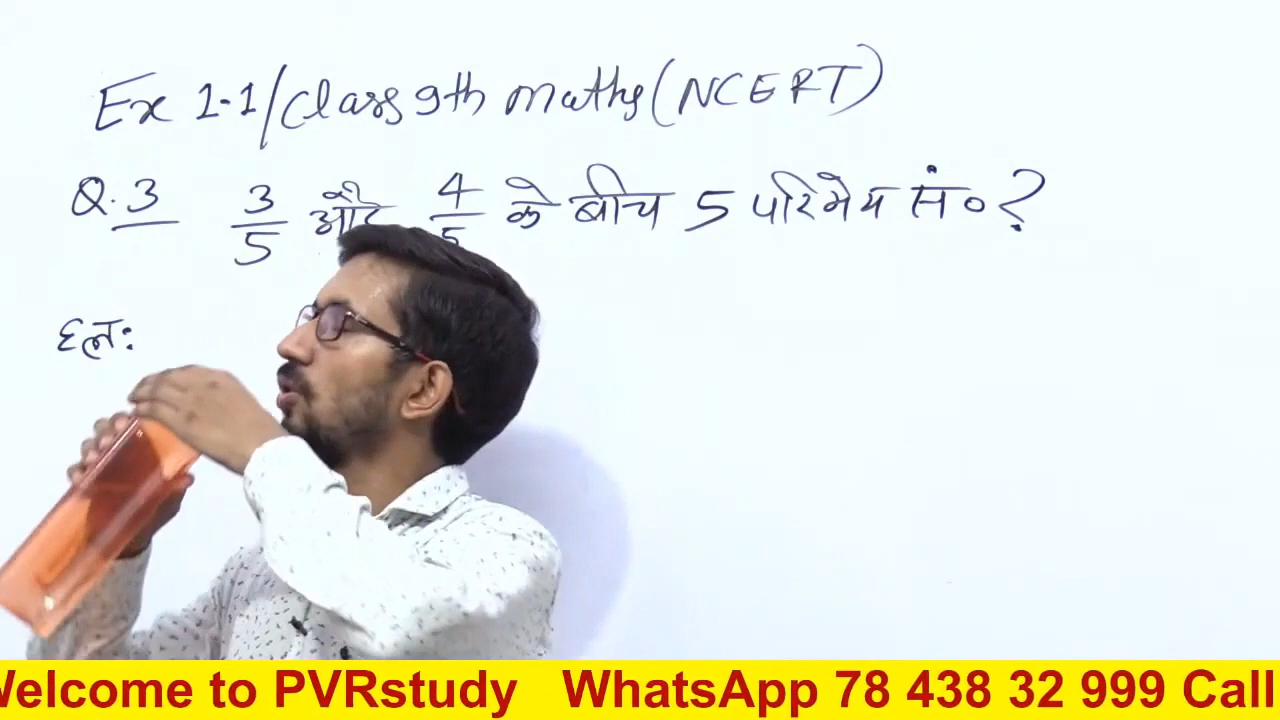 Ex 1.1/Class 9th maths (NCERT)
Q.3 3/5 और 4/5 के बीच 5 परिमेय सं० ?
हल:
Welcome to PVRstudy WhatsApp 78 438 32 999 Call